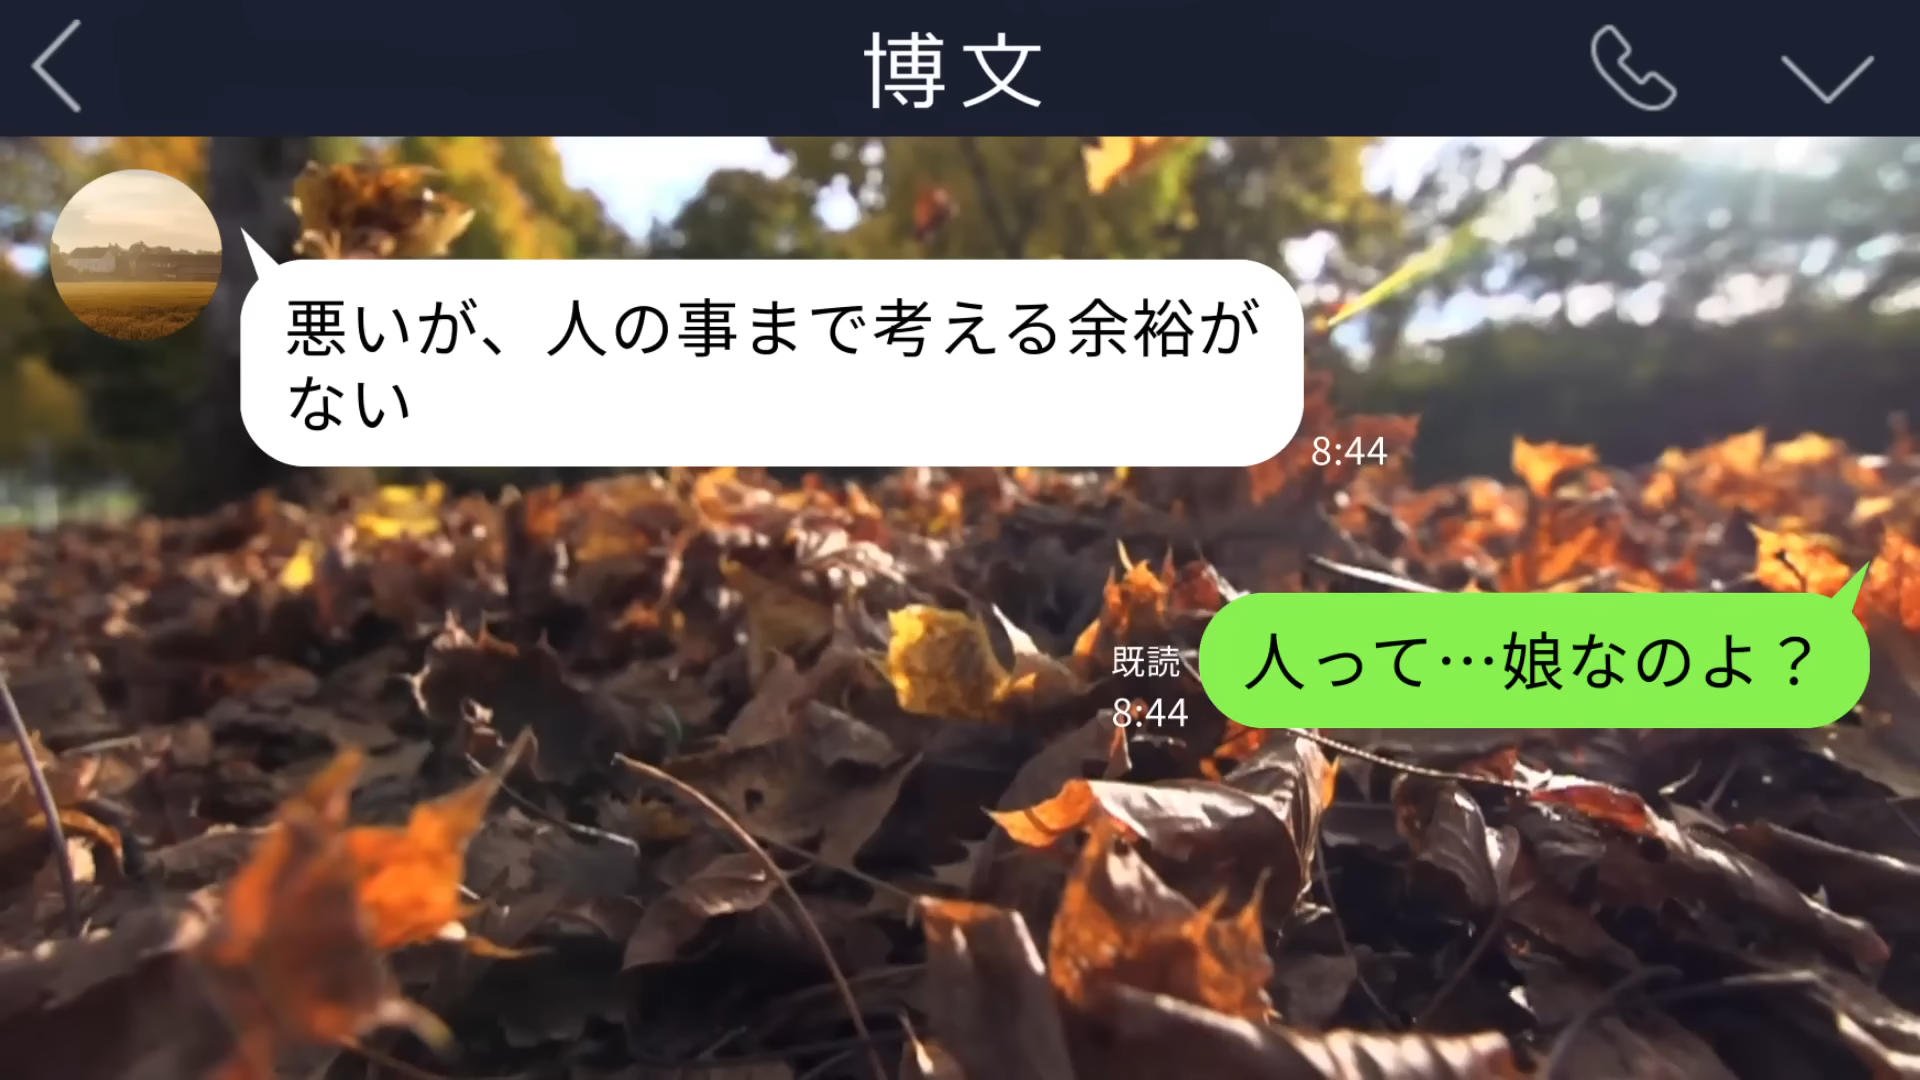 博文
悪いが、人の事まで考える余裕が
ない
8:44
人って…娘なのよ？
既読
8:44